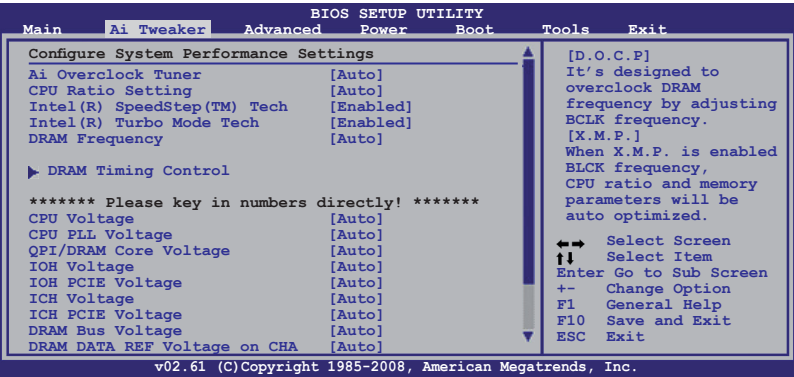 BIOS SETUP UTILITY
Main Ai Tweaker Advanced Power Boot Tools Exit
Configure System Performance Settings
Ai Overclock Tuner [Auto]
CPU Ratio Setting [Auto]
Intel(R) SpeedStep(TM) Tech [Enabled]
Intel(R) Turbo Mode Tech [Enabled]
DRAM Frequency [Auto]
DRAM Timing Control
******* Please key in numbers directly! *******
CPU Voltage [Auto]
CPU PLL Voltage [Auto]
QPI/DRAM Core Voltage [Auto]
IOH Voltage [Auto]
IOH PCIE Voltage [Auto]
ICH Voltage [Auto]
ICH PCIE Voltage [Auto]
DRAM Bus Voltage [Auto]
DRAM DATA REF Voltage on CHA [Auto]
[D.O.C.P]
It's designed to
overclock DRAM
frequency by adjusting
BCLK frequency.
[X.M.P.]
When X.M.P. is enabled
BLCK frequency,
CPU ratio and memory
parameters will be
auto optimized.
←→ Select Screen
↑↓ Select Item
Enter Go to Sub Screen
+- Change Option
F1 General Help
F10 Save and Exit
ESC Exit
v02.61 (C)Copyright 1985-2008, American Megatrends, Inc.